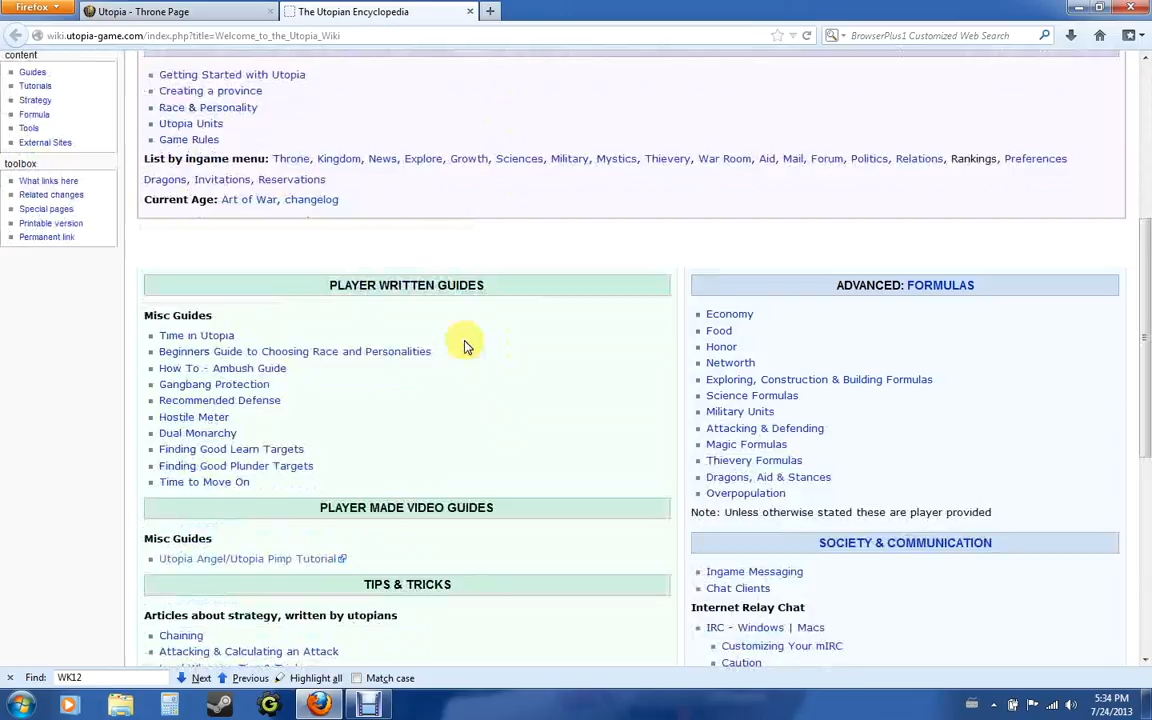 Firefox
Utopia - Throne Page
The Utopian Encyclopedia
wiki.utopia-game.com/index.php?title=Welcome_to_the_Utopia_Wiki
BrowserPlus1 Customized Web Search
content
Guides
Tutorials
Strategy
Formula
Tools
External Sites
toolbox
What links here
Related changes
Special pages
Printable version
Permanent link
Getting Started with Utopia
Creating a province
Race & Personality
Utopia Units
Game Rules
List by ingame menu: Throne, Kingdom, News, Explore, Growth, Sciences, Military, Mystics, Thievery, War Room, Aid, Mail, Forum, Politics, Relations, Rankings, Preferences
Dragons, Invitations, Reservations
Current Age: Art of War, changelog
PLAYER WRITTEN GUIDES
Misc Guides
Time in Utopia
Beginners Guide to Choosing Race and Personalities
How To - Ambush Guide
Gangbang Protection
Recommended Defense
Hostile Meter
Dual Monarchy
Finding Good Learn Targets
Finding Good Plunder Targets
Time to Move On
PLAYER MADE VIDEO GUIDES
Misc Guides
Utopia Angel/Utopia Pimp Tutorial
TIPS & TRICKS
Articles about strategy, written by utopians
Chaining
Attacking & Calculating an Attack
ADVANCED: FORMULAS
Economy
Food
Honor
Networth
Exploring, Construction & Building Formulas
Science Formulas
Military Units
Attacking & Defending
Magic Formulas
Thievery Formulas
Dragons, Aid & Stances
Overpopulation
Note: Unless otherwise stated these are player provided
SOCIETY & COMMUNICATION
Ingame Messaging
Chat Clients
Internet Relay Chat
IRC - Windows | Macs
Customizing Your mIRC
Caution
Find: WK12 Next Previous Highlight all Match case
5:34 PM
7/24/2013